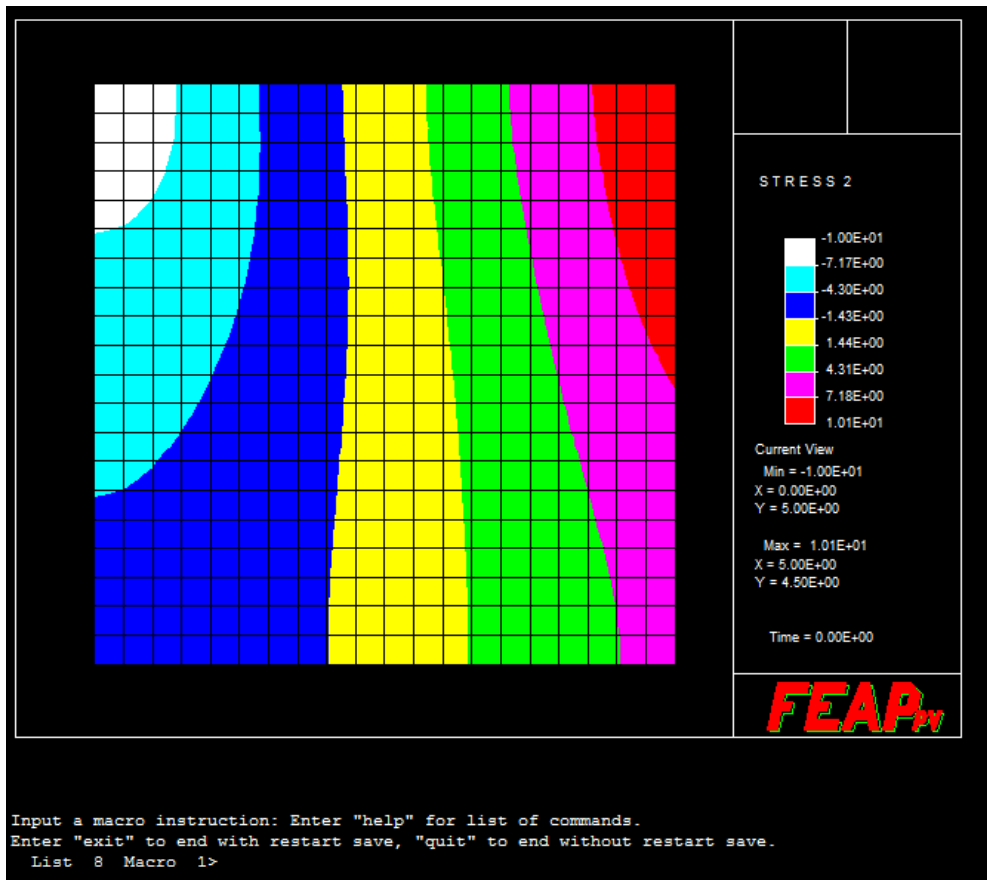 STRESS 2
-1.00E+01
-7.17E+00
-4.30E+00
-1.43E+00
1.44E+00
4.31E+00
7.18E+00
1.01E+01
Current View
Min = -1.00E+01
X = 0.00E+00
Y = 5.00E+00
Max = 1.01E+01
X = 5.00E+00
Y = 4.50E+00
Time = 0.00E+00
FEAPpv
Input a macro instruction: Enter "help" for list of commands.
Enter "exit" to end with restart save, "quit" to end without restart save.
List 8 Macro 1>